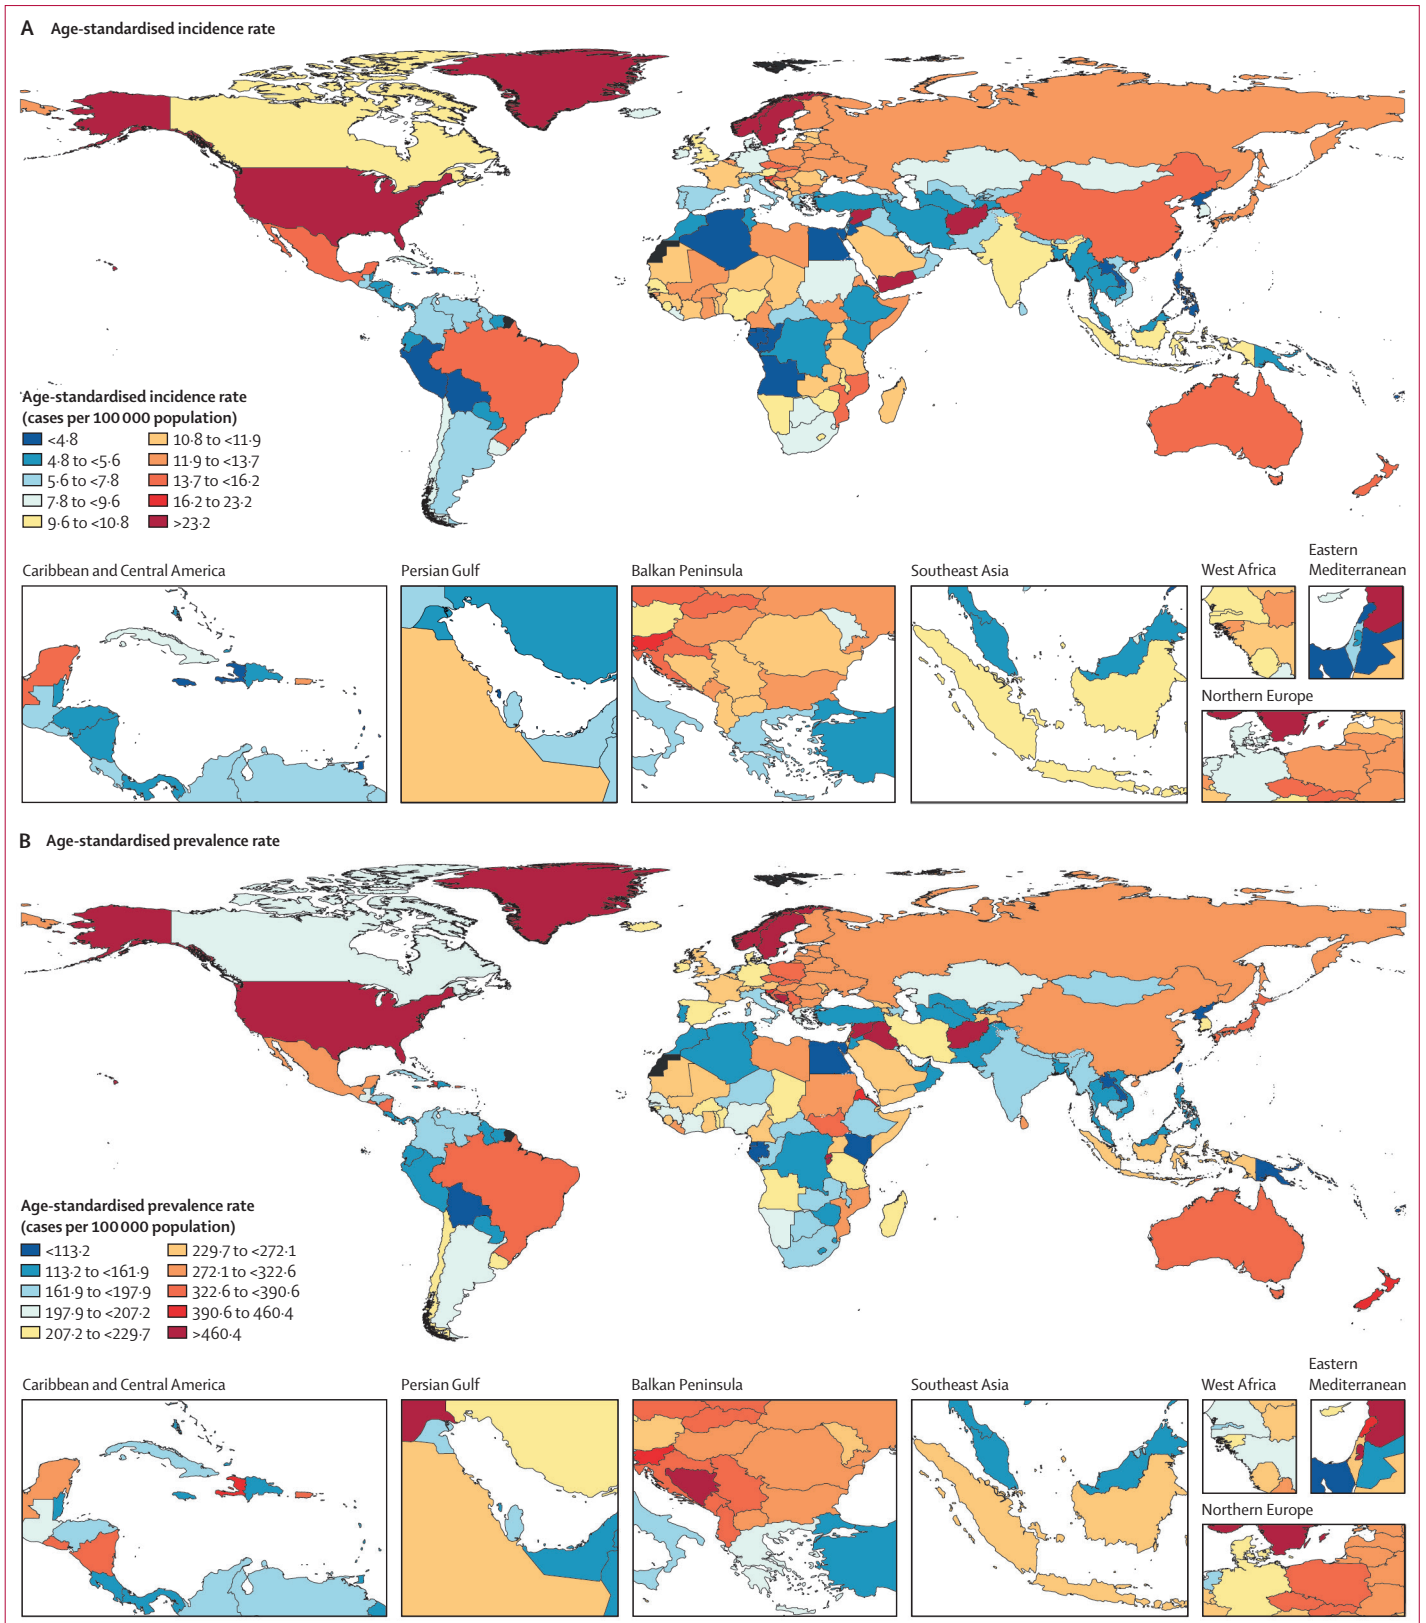 A Age-standardised incidence rate
Age-standardised incidence rate
(cases per 100 000 population)
<4·8
4·8 to <5·6
5·6 to <7·8
7·8 to <9·6
9·6 to <10·8
10·8 to <11·9
11·9 to <13·7
13·7 to <16·2
16·2 to 23·2
>23·2
Caribbean and Central America
Persian Gulf
Balkan Peninsula
Southeast Asia
West Africa
Eastern
Mediterranean
Northern Europe
B Age-standardised prevalence rate
Age-standardised prevalence rate
(cases per 100 000 population)
<113·2
113·2 to <161·9
161·9 to <197·9
197·9 to <207·2
207·2 to <229·7
229·7 to <272·1
272·1 to <322·6
322·6 to <390·6
390·6 to 460·4
>460·4
Caribbean and Central America
Persian Gulf
Balkan Peninsula
Southeast Asia
West Africa
Eastern
Mediterranean
Northern Europe